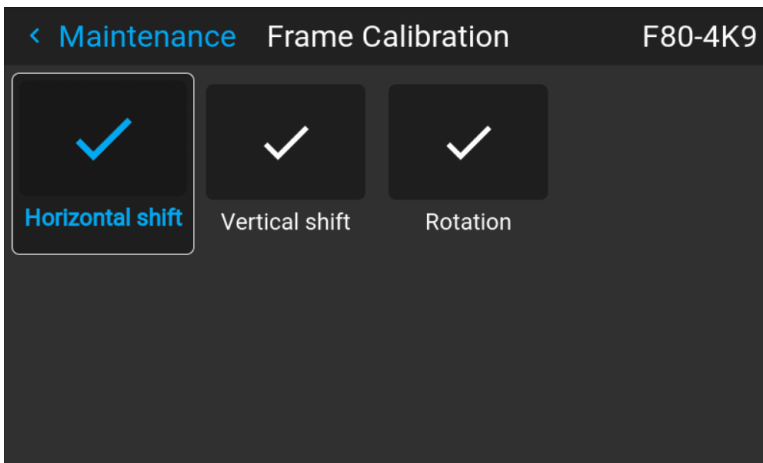 < Maintenance Frame Calibration F80-4K9
Horizontal shift Vertical shift Rotation